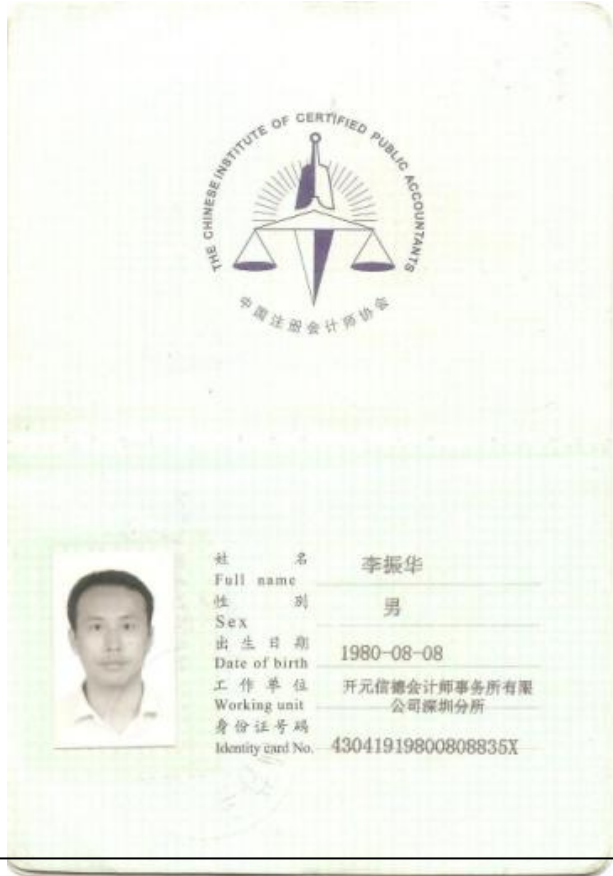 THE CHINESE INSTITUTE OF CERTIFIED PUBLIC ACCOUNTANTS
中国注册会计师协会
姓 名 李振华
Full name
性 别 男
Sex
出生日期 1980-08-08
Date of birth
工作单位 开元信德会计师事务所有限
Working unit 公司深圳分所
身份证号码
Identity card No. 43041919800808835X